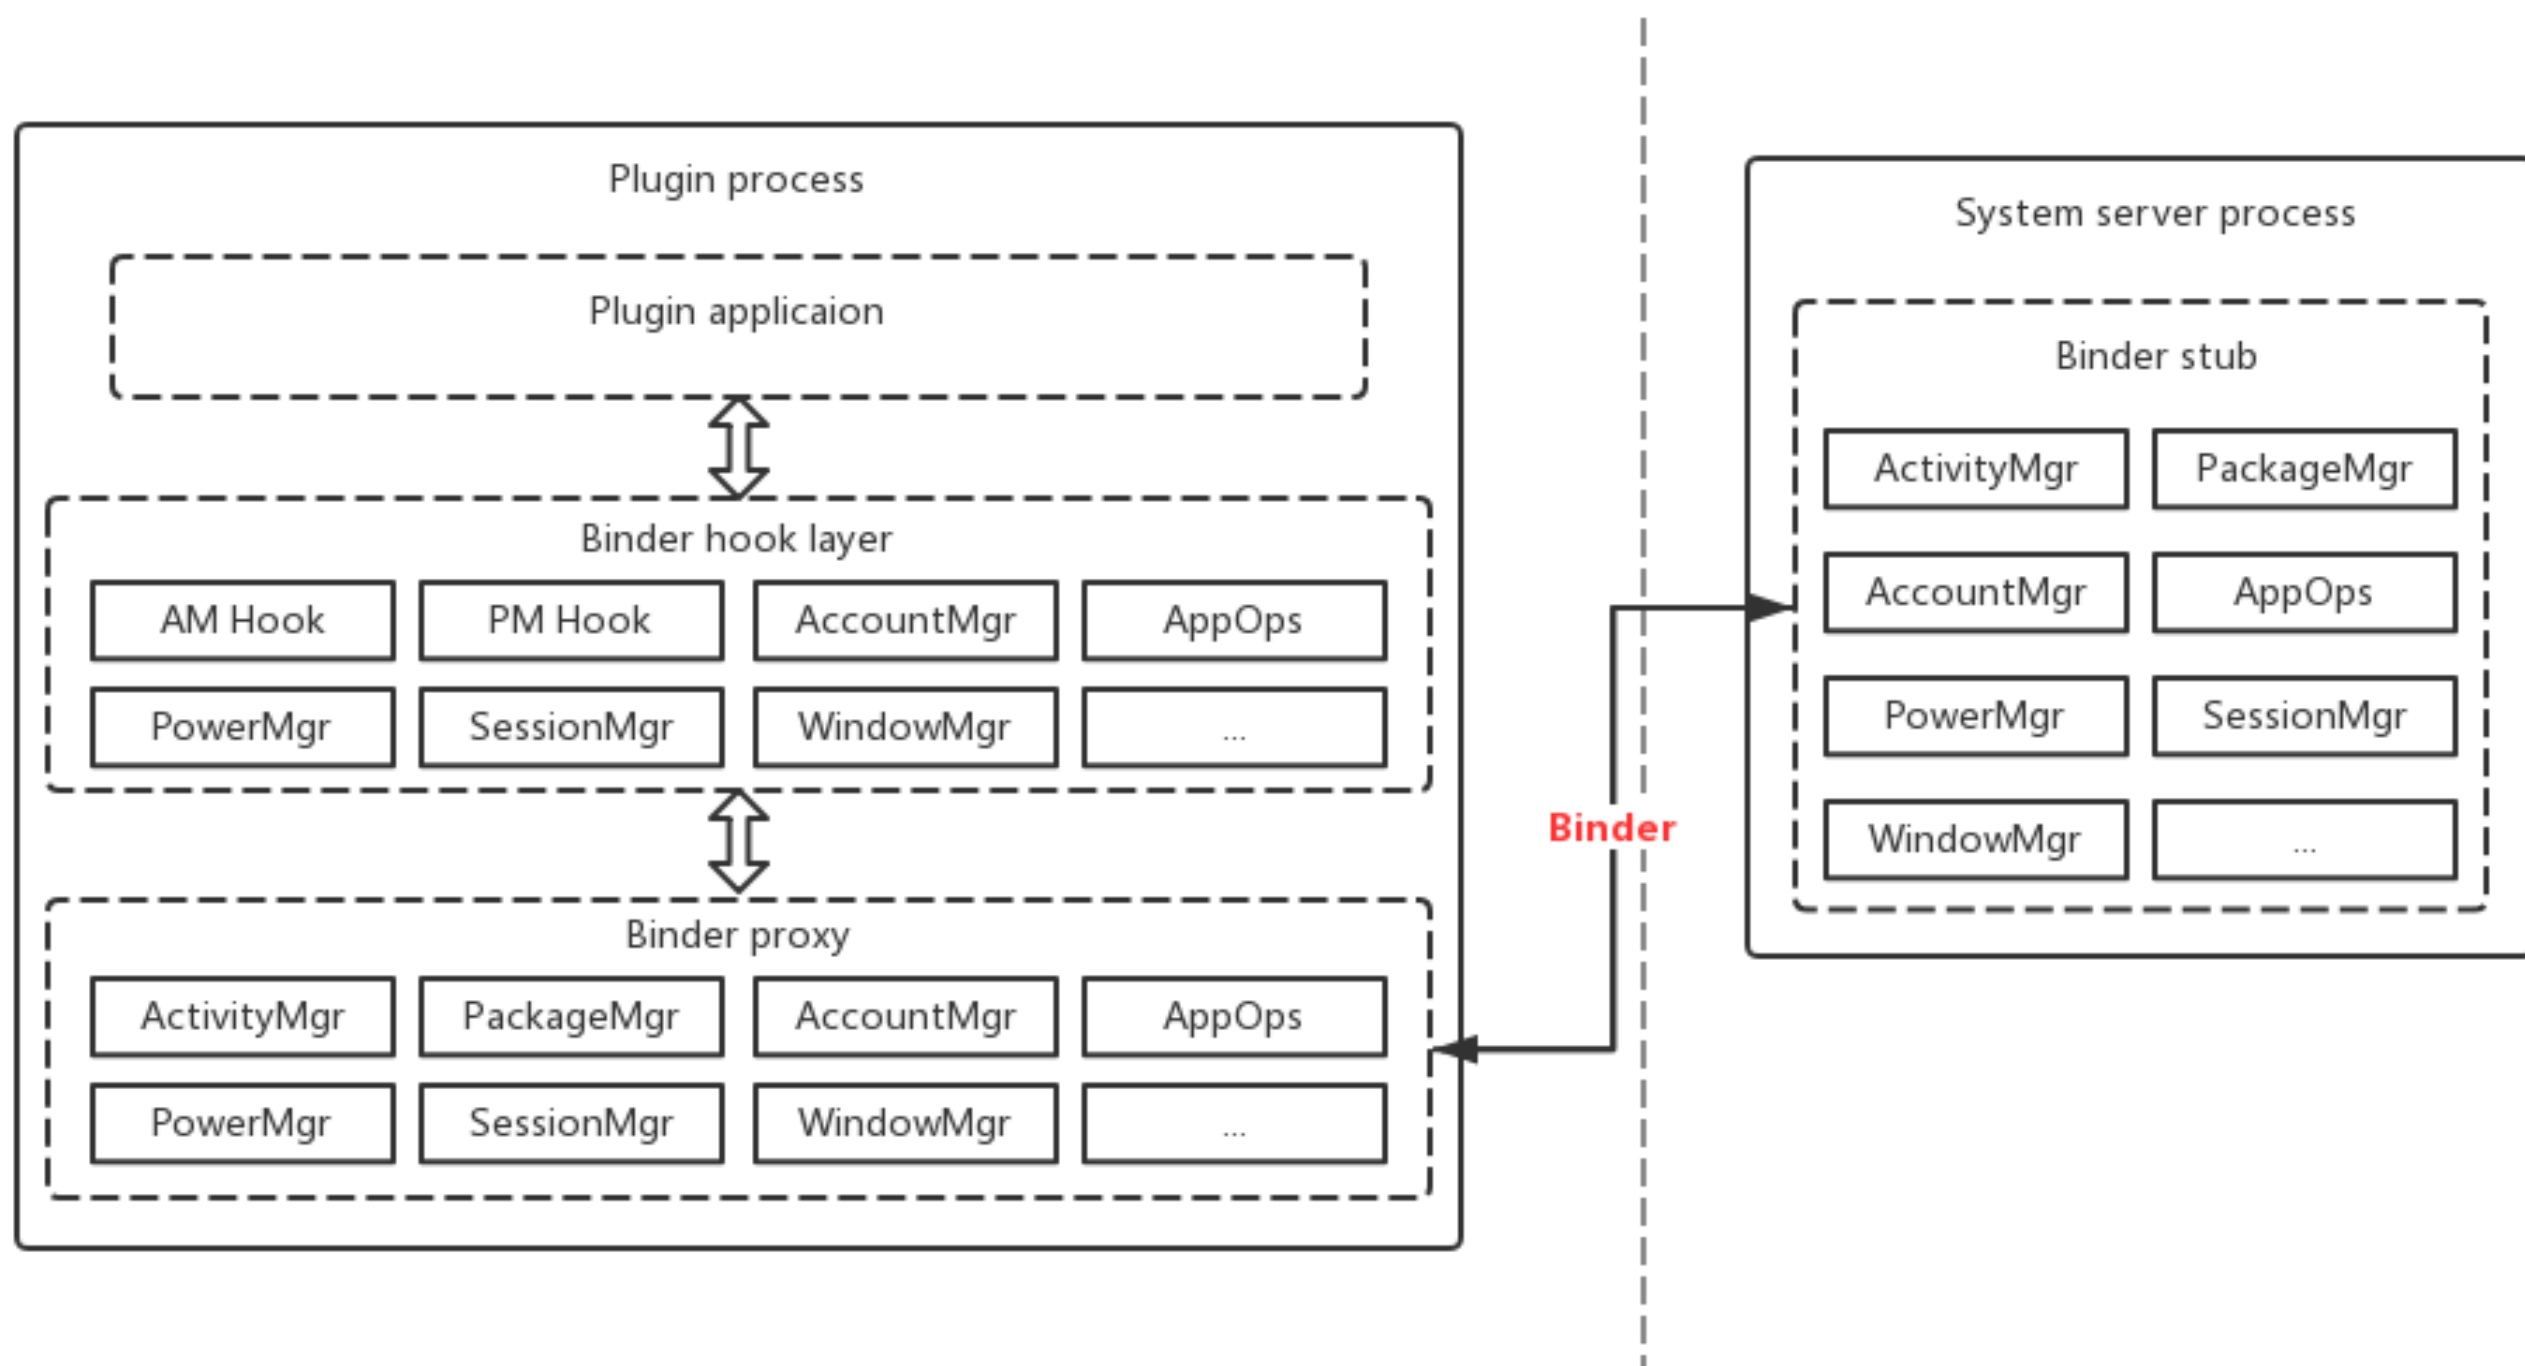 Plugin process
Plugin applicaion
Binder hook layer
AM Hook
PM Hook
AccountMgr
AppOps
PowerMgr
SessionMgr
WindowMgr
...
Binder proxy
ActivityMgr
PackageMgr
AccountMgr
AppOps
PowerMgr
SessionMgr
WindowMgr
...
Binder
System server process
Binder stub
ActivityMgr
PackageMgr
AccountMgr
AppOps
PowerMgr
SessionMgr
WindowMgr
...